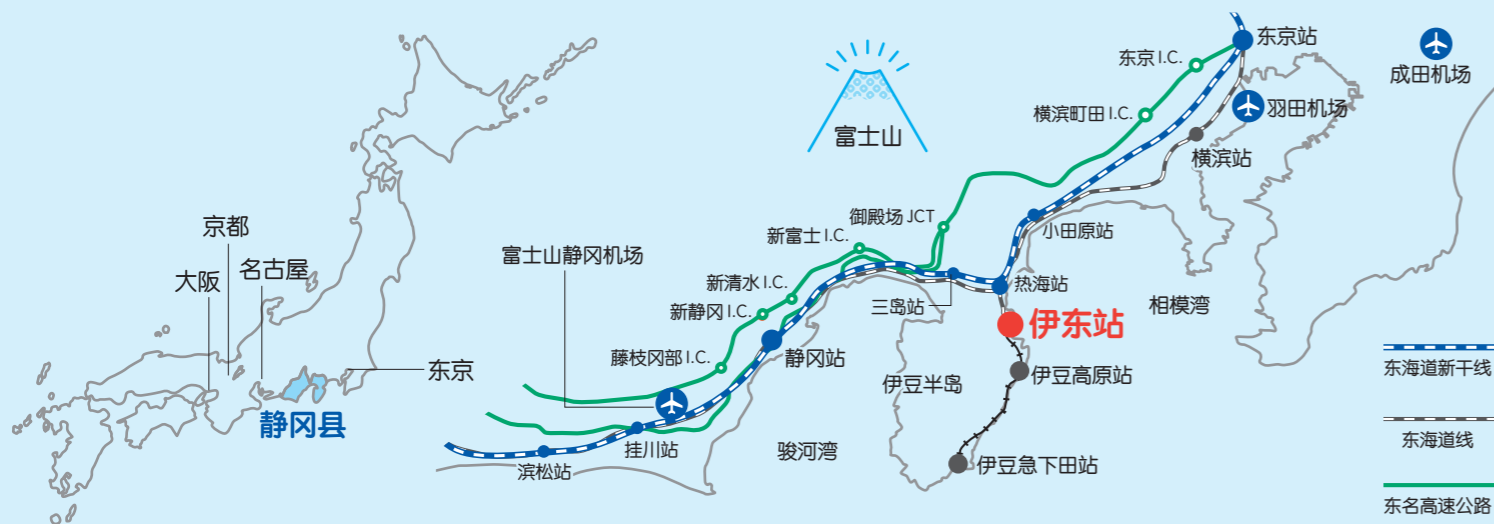 京都
大阪
名古屋
东京
静冈县
富士山静冈机场
富士山
东京站
成田机场
东京 I.C.
羽田机场
横滨町田 I.C.
横滨站
御殿场 JCT
新富士 I.C.
小田原站
新清水 I.C.
新静冈 I.C.
三岛站
热海站
相模湾
伊东站
藤枝冈部 I.C.
静冈站
伊豆半岛
伊豆高原站
骏河湾
挂川站
滨松站
伊豆急下田站
东海道新干线
东海道线
东名高速公路